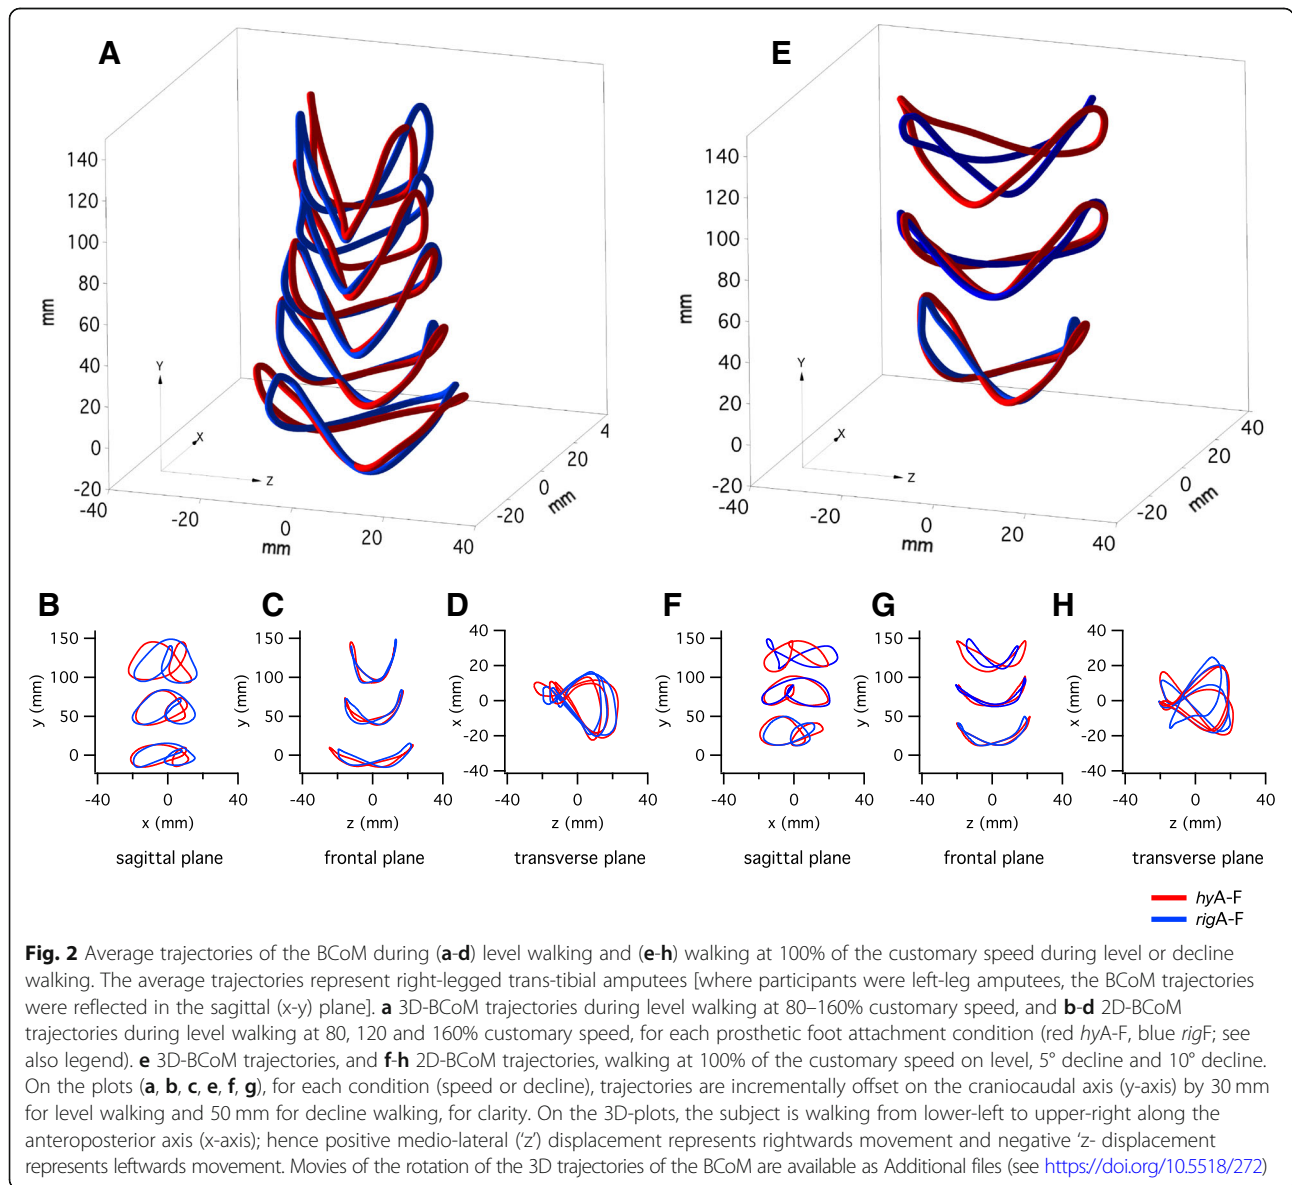 A
E
140
120
100
80
60
40
20
0
-20
mm
-40
-20
0
20
40
mm
-20
0
20
4
mm
Y
X
Z
140
120
100
80
60
40
20
0
-20
mm
-40
-20
0
20
40
mm
-20
0
20
40
mm
Y
X
Z
B
C
D
F
G
H
150
100
50
0
y (mm)
-40 0 40
x (mm)
sagittal plane
150
100
50
0
y (mm)
-40 0 40
z (mm)
frontal plane
40
20
0
-20
-40
x (mm)
-40 -20 0 20 40
z (mm)
transverse plane
150
100
50
0
y (mm)
-40 0 40
x (mm)
sagittal plane
150
100
50
0
y (mm)
-40 0 40
z (mm)
frontal plane
40
20
0
-20
-40
x (mm)
-40 -20 0 20 40
z (mm)
transverse plane
hyA-F
rigA-F
Fig. 2 Average trajectories of the BCoM during (a-d) level walking and (e-h) walking at 100% of the customary speed during level or decline
walking. The average trajectories represent right-legged trans-tibial amputees [where participants were left-leg amputees, the BCoM trajectories
were reflected in the sagittal (x-y) plane]. a 3D-BCoM trajectories during level walking at 80–160% customary speed, and b-d 2D-BCoM
trajectories during level walking at 80, 120 and 160% customary speed, for each prosthetic foot attachment condition (red hyA-F, blue rigF; see
also legend). e 3D-BCoM trajectories, and f-h 2D-BCoM trajectories, walking at 100% of the customary speed on level, 5° decline and 10° decline.
On the plots (a, b, c, e, f, g), for each condition (speed or decline), trajectories are incrementally offset on the craniocaudal axis (y-axis) by 30 mm
for level walking and 50 mm for decline walking, for clarity. On the 3D-plots, the subject is walking from lower-left to upper-right along the
anteroposterior axis (x-axis); hence positive medio-lateral (‘z’) displacement represents rightwards movement and negative ‘z- displacement
represents leftwards movement. Movies of the rotation of the 3D trajectories of the BCoM are available as Additional files (see https://doi.org/10.5518/272)